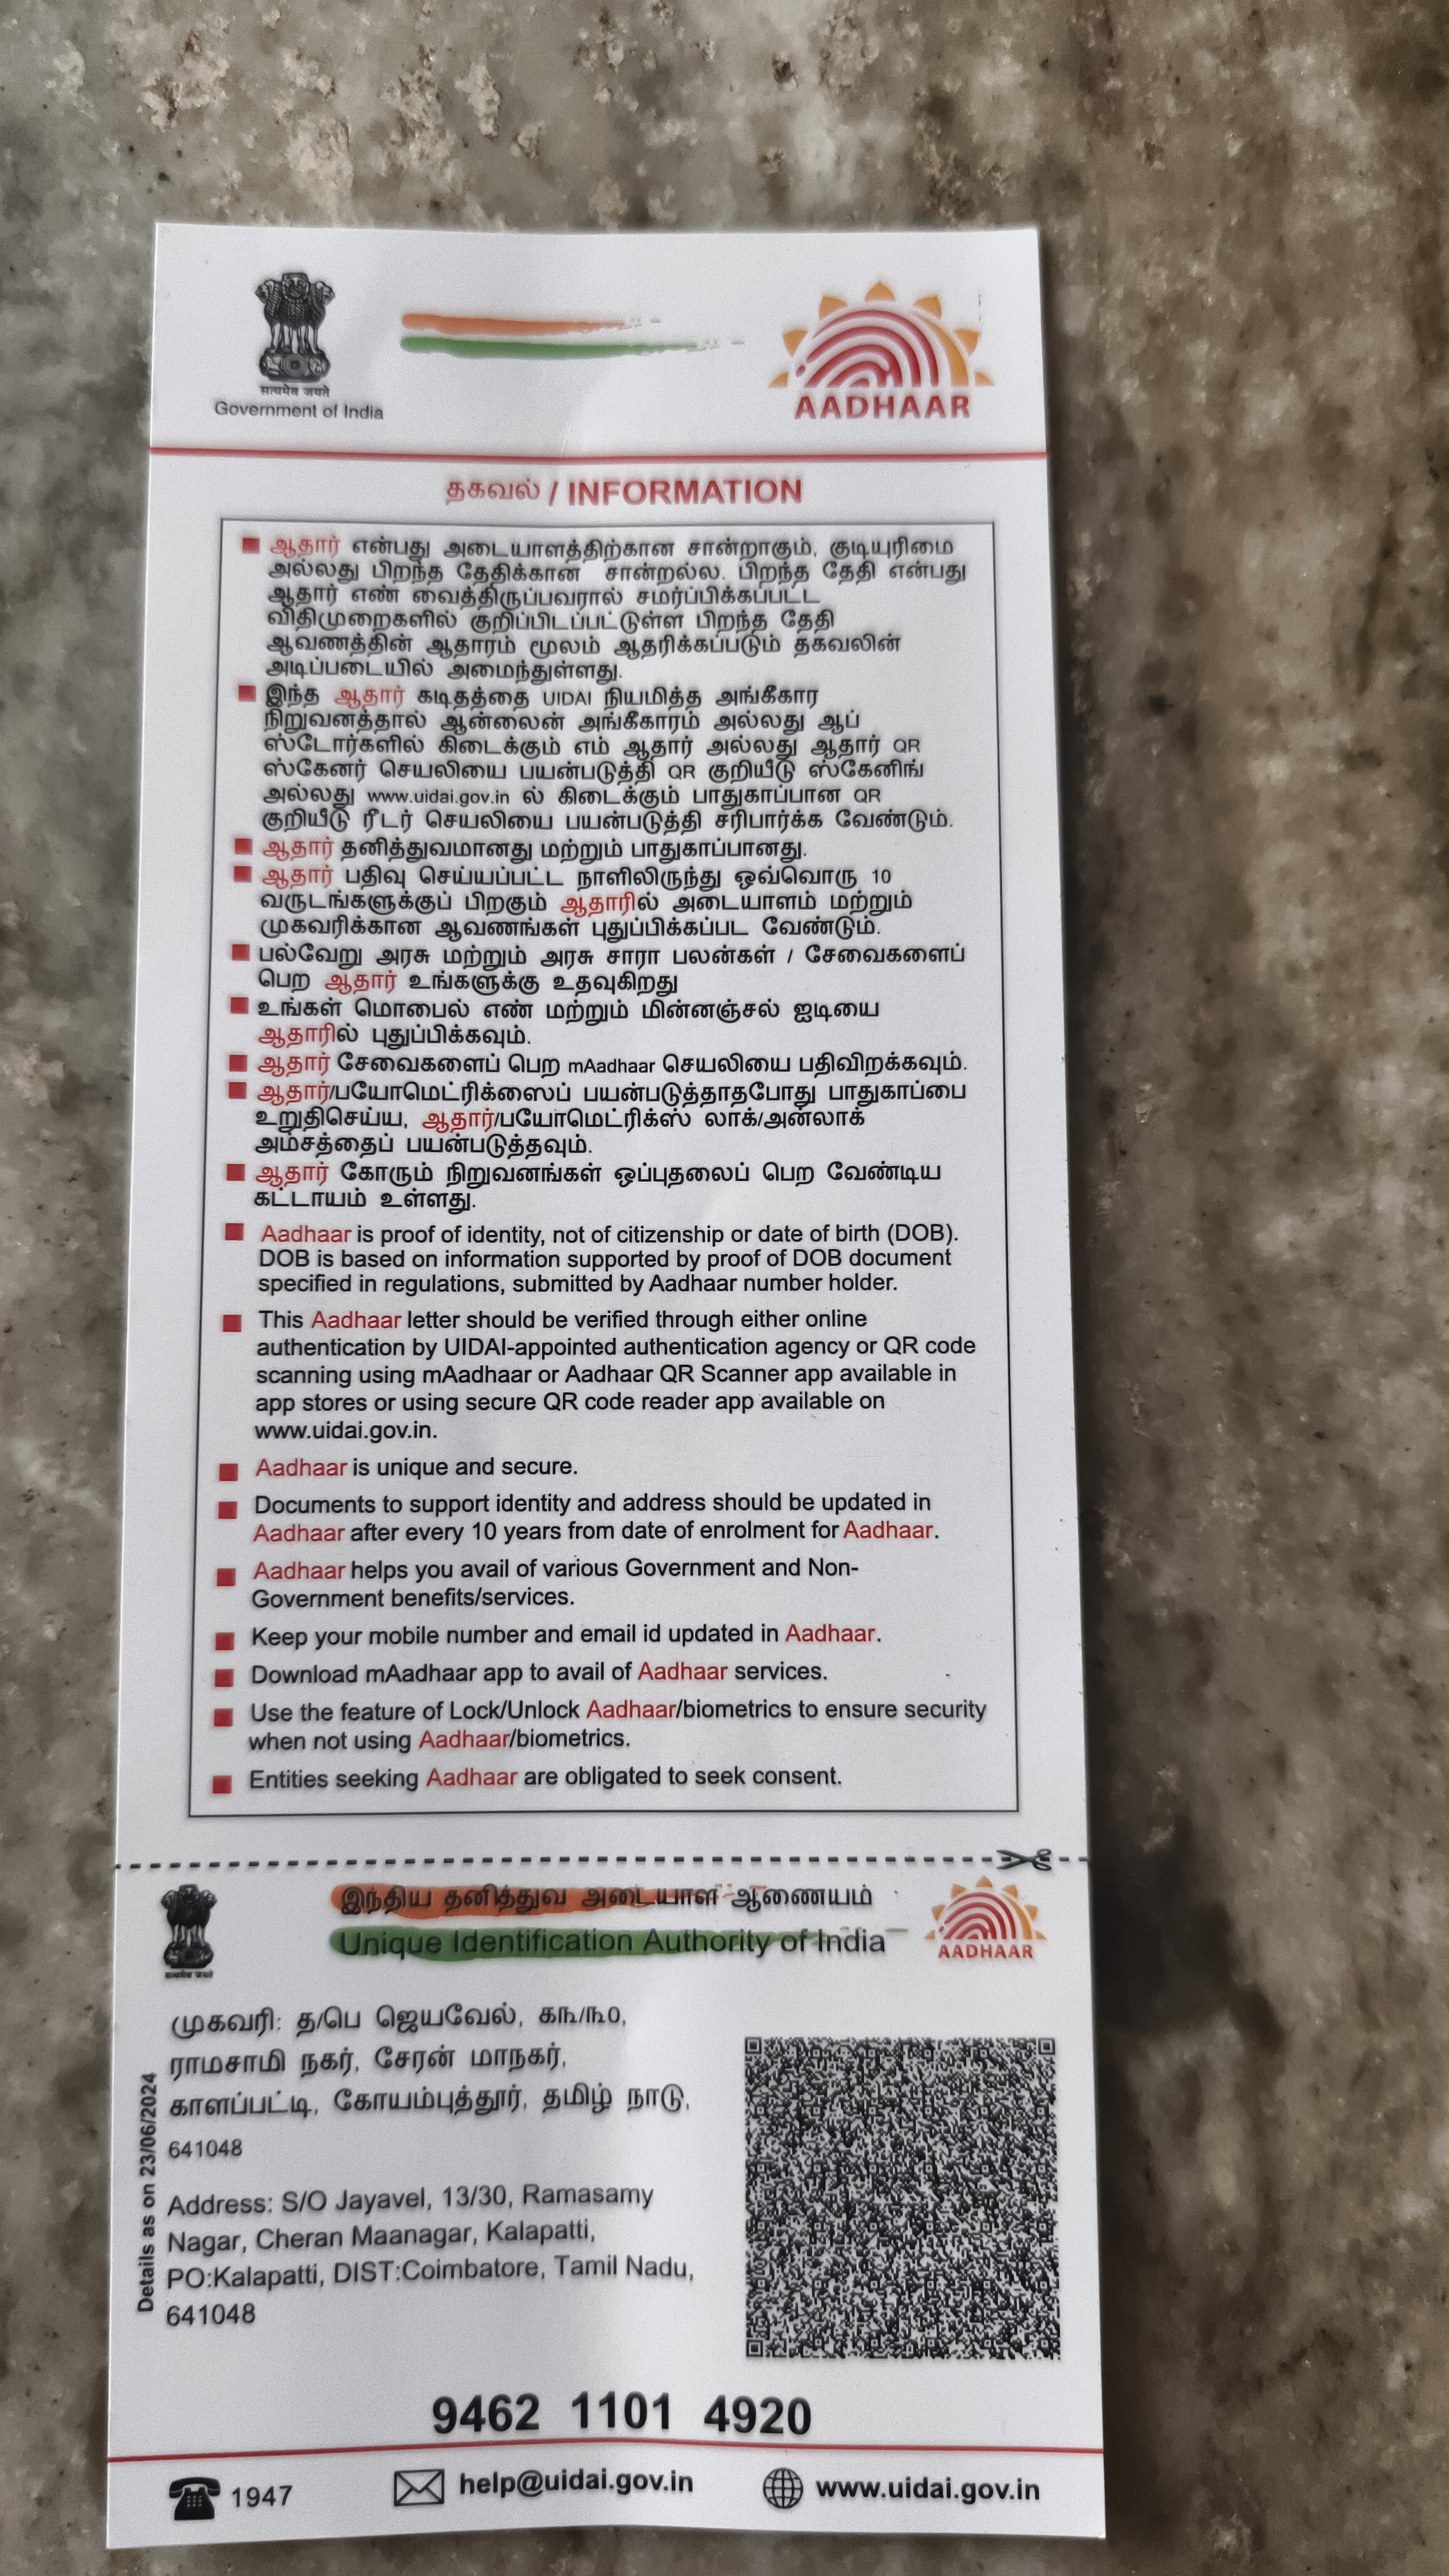 सत्यमेव जयते
Government of India
AADHAAR
தகவல் / INFORMATION
ஆதார் என்பது அடையாளத்திற்கான சான்றாகும், குடியுரிமை
அல்லது பிறந்த தேதிக்கான சான்றல்ல. பிறந்த தேதி என்பது
ஆதார் எண் வைத்திருப்பவரால் சமர்ப்பிக்கப்பட்ட
விதிமுறைகளில் குறிப்பிடப்பட்டுள்ள பிறந்த தேதி
ஆவணத்தின் ஆதாரம் மூலம் ஆதரிக்கப்படும் தகவலின்
அடிப்படையில் அமைந்துள்ளது.
இந்த ஆதார் கடிதத்தை UIDAI நியமித்த அங்கீகார
நிறுவனத்தால் ஆன்லைன் அங்கீகாரம் அல்லது ஆப்
ஸ்டோர்களில் கிடைக்கும் எம் ஆதார் அல்லது ஆதார் QR
ஸ்கேனர் செயலியை பயன்படுத்தி QR குறியீடு ஸ்கேனிங்
அல்லது www.uidai.gov.in ல் கிடைக்கும் பாதுகாப்பான QR
குறியீடு ரீடர் செயலியை பயன்படுத்தி சரிபார்க்க வேண்டும்.
ஆதார் தனித்துவமானது மற்றும் பாதுகாப்பானது.
ஆதார் பதிவு செய்யப்பட்ட நாளிலிருந்து ஒவ்வொரு 10
வருடங்களுக்குப் பிறகும் ஆதாரில் அடையாளம் மற்றும்
முகவரிக்கான ஆவணங்கள் புதுப்பிக்கப்பட வேண்டும்.
பல்வேறு அரசு மற்றும் அரசு சாரா பலன்கள் / சேவைகளைப்
பெற ஆதார் உங்களுக்கு உதவுகிறது
உங்கள் மொபைல் எண் மற்றும் மின்னஞ்சல் ஐடியை
ஆதாரில் புதுப்பிக்கவும்.
ஆதார் சேவைகளைப் பெற mAadhaar செயலியை பதிவிறக்கவும்.
ஆதார்/பயோமெட்ரிக்ஸைப் பயன்படுத்தாதபோது பாதுகாப்பை
உறுதிசெய்ய, ஆதார்/பயோமெட்ரிக்ஸ் லாக்/அன்லாக்
அம்சத்தைப் பயன்படுத்தவும்.
ஆதார் கோரும் நிறுவனங்கள் ஒப்புதலைப் பெற வேண்டிய
கட்டாயம் உள்ளது.
Aadhaar is proof of identity, not of citizenship or date of birth (DOB).
DOB is based on information supported by proof of DOB document
specified in regulations, submitted by Aadhaar number holder.
This Aadhaar letter should be verified through either online
authentication by UIDAI-appointed authentication agency or QR code
scanning using mAadhaar or Aadhaar QR Scanner app available in
app stores or using secure QR code reader app available on
www.uidai.gov.in.
Aadhaar is unique and secure.
Documents to support identity and address should be updated in
Aadhaar after every 10 years from date of enrolment for Aadhaar.
Aadhaar helps you avail of various Government and Non-
Government benefits/services.
Keep your mobile number and email id updated in Aadhaar.
Download mAadhaar app to avail of Aadhaar services.
Use the feature of Lock/Unlock Aadhaar/biometrics to ensure security
when not using Aadhaar/biometrics.
Entities seeking Aadhaar are obligated to seek consent.
இந்திய தனித்துவ அடையாள ஆணையம்
Unique Identification Authority of India
AADHAAR
सत्यमेव जयते
Details as on 23/06/2024
முகவரி: த/பெ ஜெயவேல், ௧௩/௩௦,
ராமசாமி நகர், சேரன் மாநகர்,
காளப்பட்டி, கோயம்புத்தூர், தமிழ் நாடு,
641048
Address: S/O Jayavel, 13/30, Ramasamy
Nagar, Cheran Maanagar, Kalapatti,
PO:Kalapatti, DIST:Coimbatore, Tamil Nadu,
641048
9462 1101 4920
1947
help@uidai.gov.in
www.uidai.gov.in